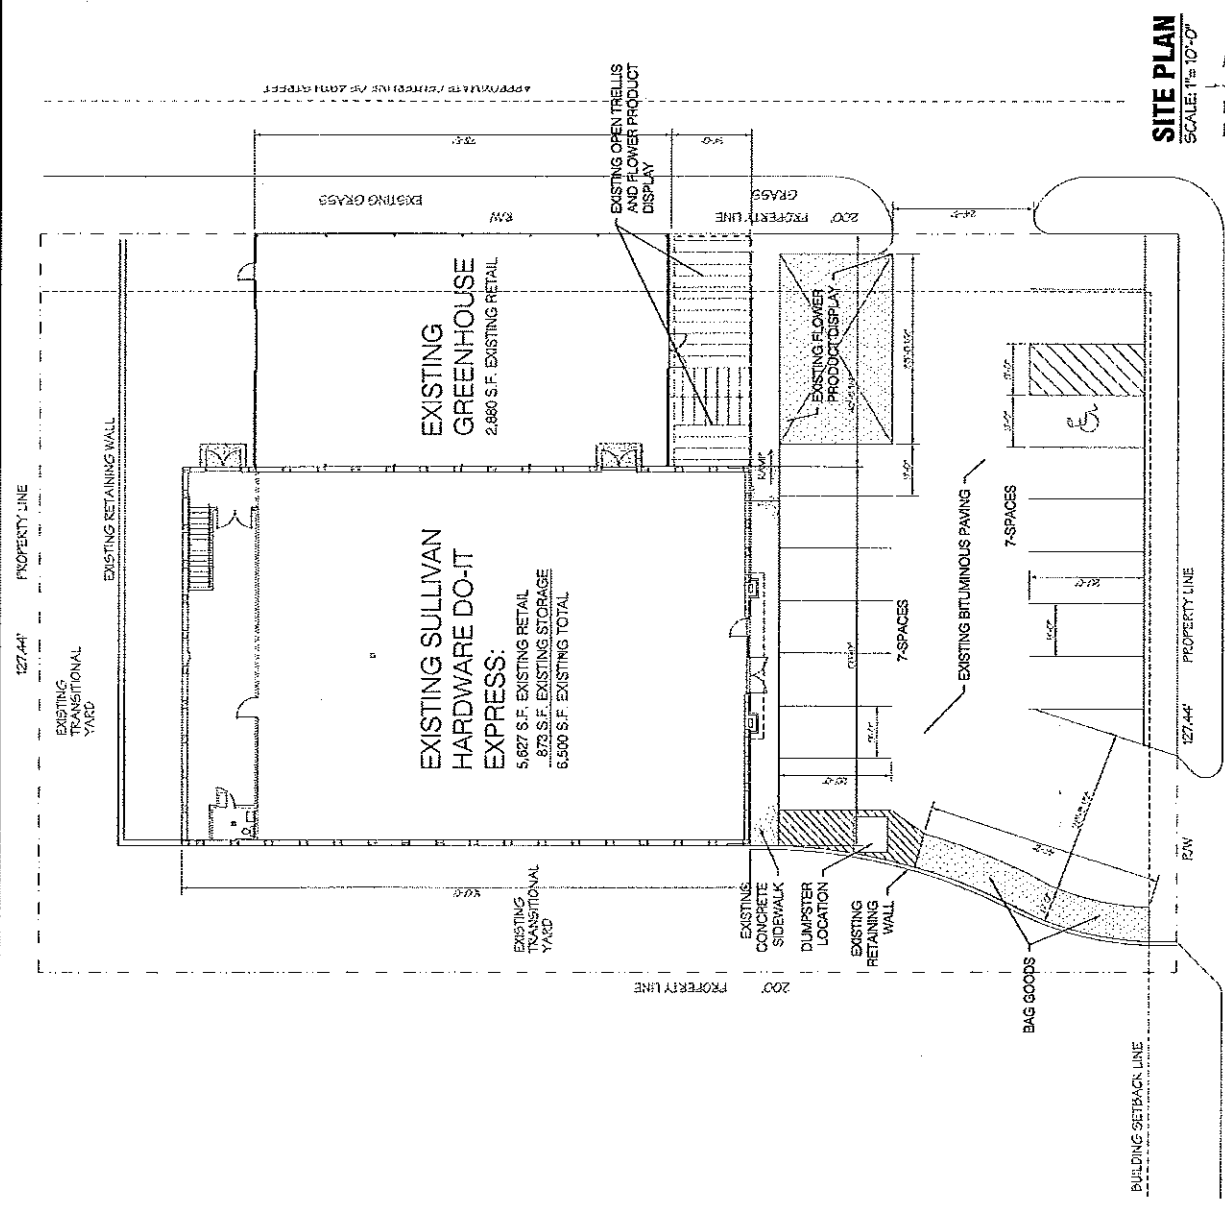 SITE PLAN
SCALE: 1"= 10'-0"
APPROXIMATE CENTERLINE OF 49TH STREET
EXISTING OPEN TRELLIS
AND FLOWER PRODUCT
DISPLAY
EXISTING GRASS
R/W
PROPERTY LINE
200'
GRASS
EXISTING
GREENHOUSE
2,880 S.F. EXISTING RETAIL
EXISTING FLOWER
PRODUCT DISPLAY
RAMP
EXISTING RETAINING WALL
PROPERTY LINE
127.44'
EXISTING
TRANSITIONAL
YARD
EXISTING SULLIVAN
HARDWARE DO-IT
EXPRESS:
5,627 S.F. EXISTING RETAIL
873 S.F. EXISTING STORAGE
6,500 S.F. EXISTING TOTAL
7-SPACES
EXISTING BITUMINOUS PAVING
7-SPACES
PROPERTY LINE
127.44'
R/W
EXISTING
TRANSITIONAL
YARD
EXISTING
CONCRETE
SIDEWALK
DUMPSTER
LOCATION
EXISTING
RETAINING
WALL
BAG GOODS
PROPERTY LINE
200'
BUILDING SETBACK LINE